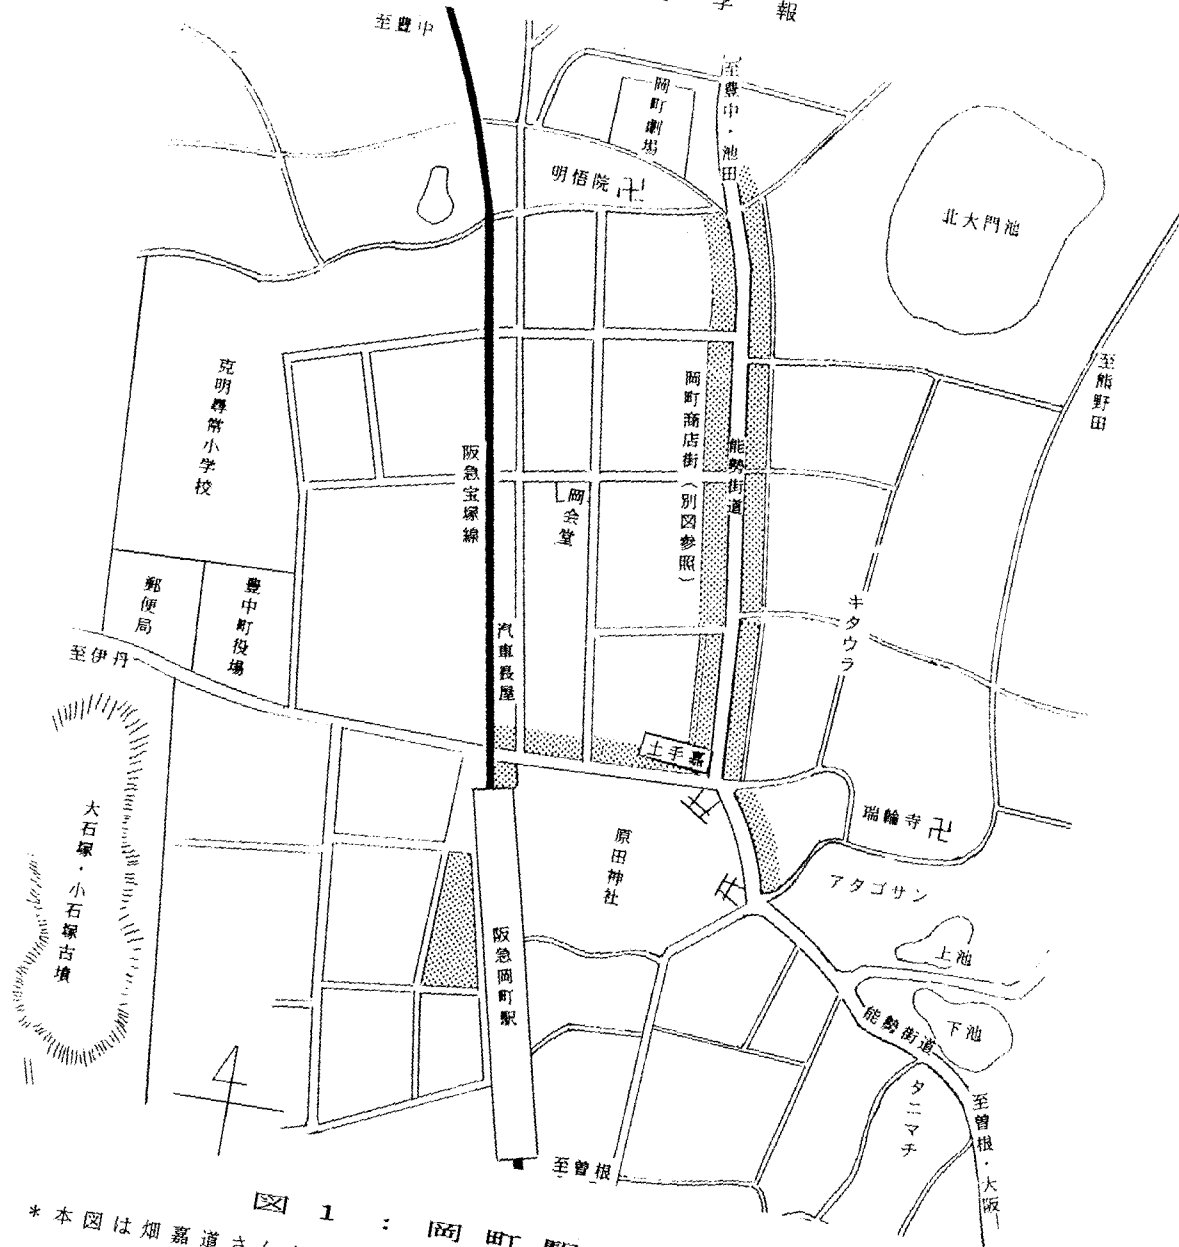 学報
至豊中
至豊中・池田
岡町劇場
明悟院卍
北大門池
至熊野田
克明尋常小学校
岡町商店街(別図参照)
能勢街道
阪急宝塚線
岡会堂
郵便局
豊中町役場
キタウラ
汽車長屋
至伊丹
土手嘉
大石塚・小石塚古墳
原田神社
瑞輪寺卍
アタゴサン
阪急岡町駅
上池
下池
能勢街道
タニマチ
至曽根・大阪
至曽根
図1:岡町駅
*本図は畑嘉道さん